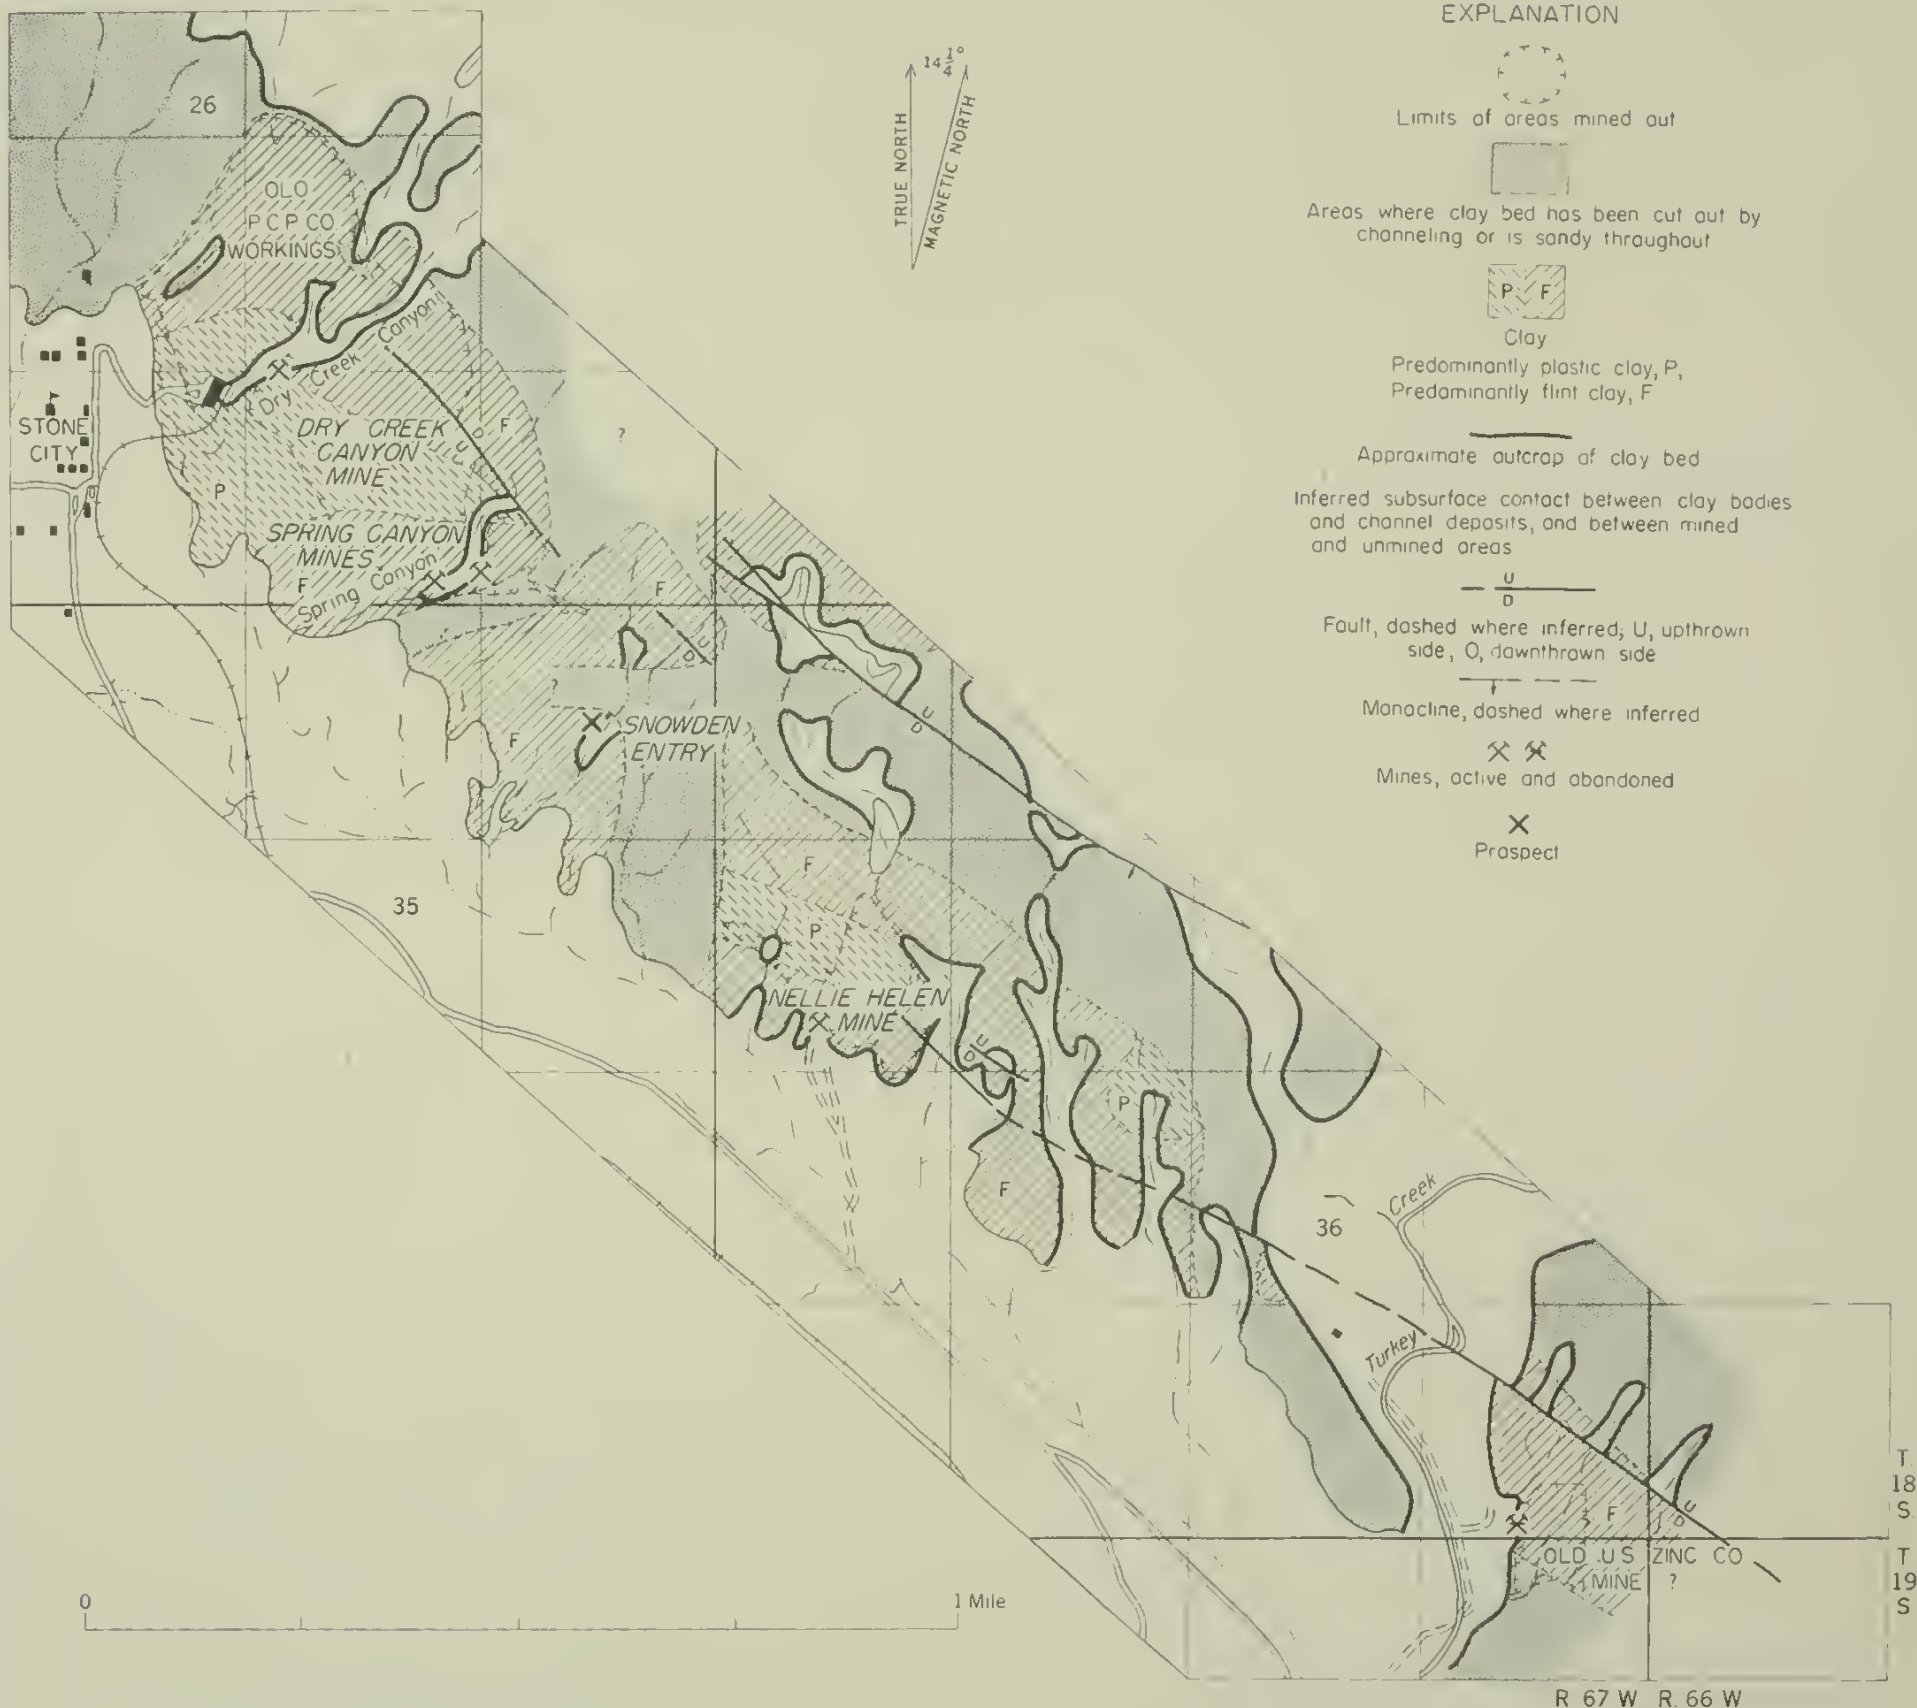 EXPLANATION
Limits of areas mined out
Areas where clay bed has been cut out by
channeling or is sandy throughout
P F
Clay
Predominantly plastic clay, P,
Predominantly flint clay, F
Approximate outcrop of clay bed
Inferred subsurface contact between clay bodies
and channel deposits, and between mined
and unmined areas
U
D
Fault, dashed where inferred; U, upthrown
side, D, downthrown side
Monocline, dashed where inferred
Mines, active and abandoned
Prospect
14 1/4°
TRUE NORTH
MAGNETIC NORTH
26
OLD
P C P CO
WORKINGS
Dry Creek Canyon
STONE
CITY
DRY CREEK
CANYON
MINE
U
D
F
?
P
SPRING CANYON
MINES
F
Spring Canyon
F
?
U
D
?
F
SNOWDEN
ENTRY
U
D
35
F
P
NELLIE HELEN
MINE
U
D
P
F
36
?
Turkey Creek
U
D
F
OLD U S ZINC CO
MINE ?
T.
18
S.
T
19
S
0
1 Mile
R 67 W R. 66 W